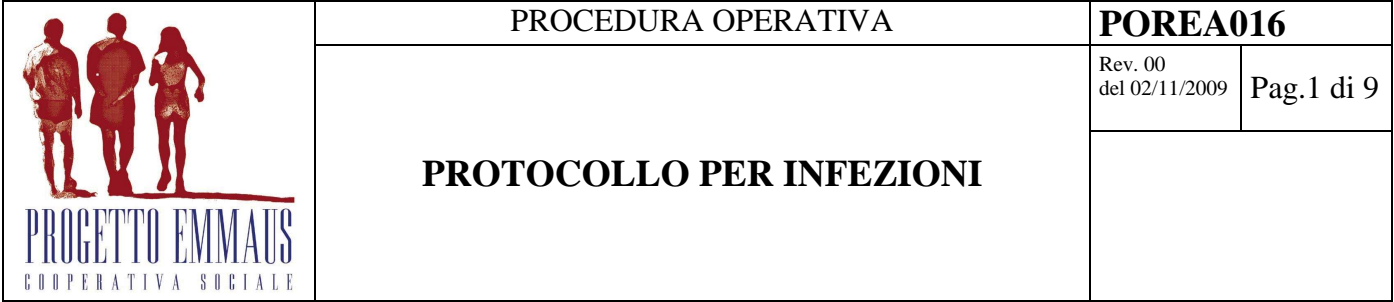 PROGETTO EMMAUS
COOPERATIVA SOCIALE
PROCEDURA OPERATIVA
PROTOCOLLO PER INFEZIONI
POREA016
Rev. 00
del 02/11/2009
Pag.1 di 9